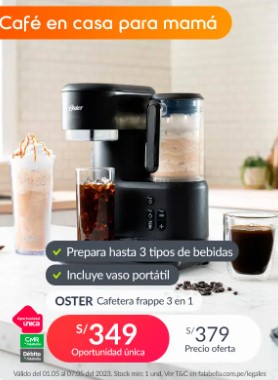 Café en casa para mamá
Oster
Prepara hasta 3 tipos de bebidas
Incluye vaso portátil
OSTER Cafetera frappe 3 en 1
Oportunidad
única
CMR
Débito
S/349
Oportunidad única
S/379
Precio oferta
Válido del 01.05 al 07.05 del 2023. Stock min: 1 und. Ver T&C en falabella.com.pe/legales